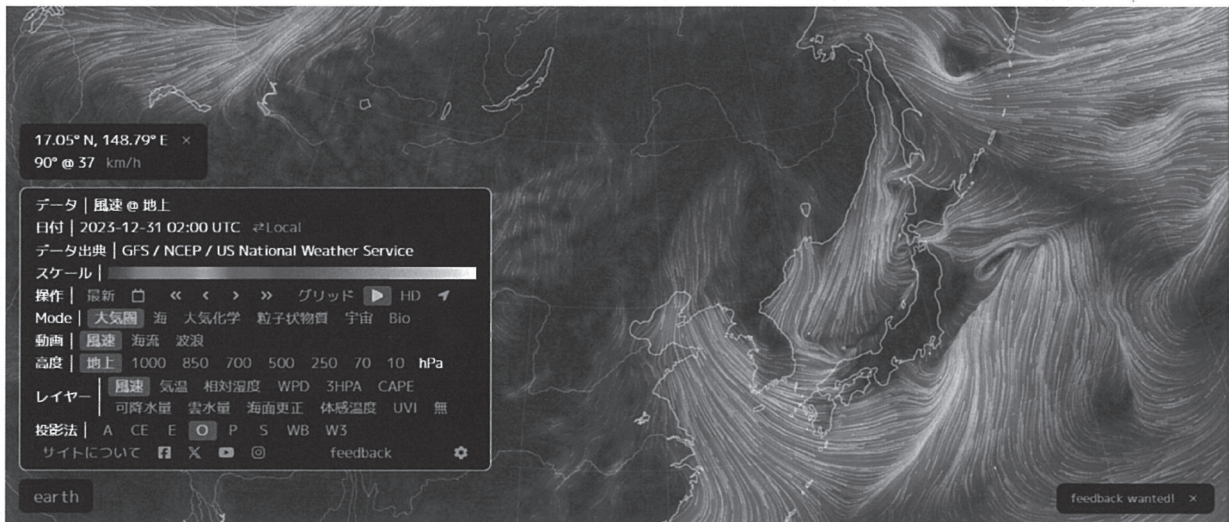 17.05° N, 148.79° E ×
90° @ 37 km/h
データ | 風速 @ 地上
日付 | 2023-12-31 02:00 UTC ⇄Local
データ出典 | GFS / NCEP / US National Weather Service
スケール |
操作 | 最新 « ‹ › » グリッド ▶ HD
Mode | 大気圏 海 大気化学 粒子状物質 宇宙 Bio
動画 | 風速 海流 波浪
高度 | 地上 1000 850 700 500 250 70 10 hPa
レイヤー | 風速 気温 相対湿度 WPD 3HPA CAPE
可降水量 雲水量 海面更正 体感温度 UVI 無
投影法 | A CE E O P S WB W3
サイトについて feedback
earth
feedback wanted! ×